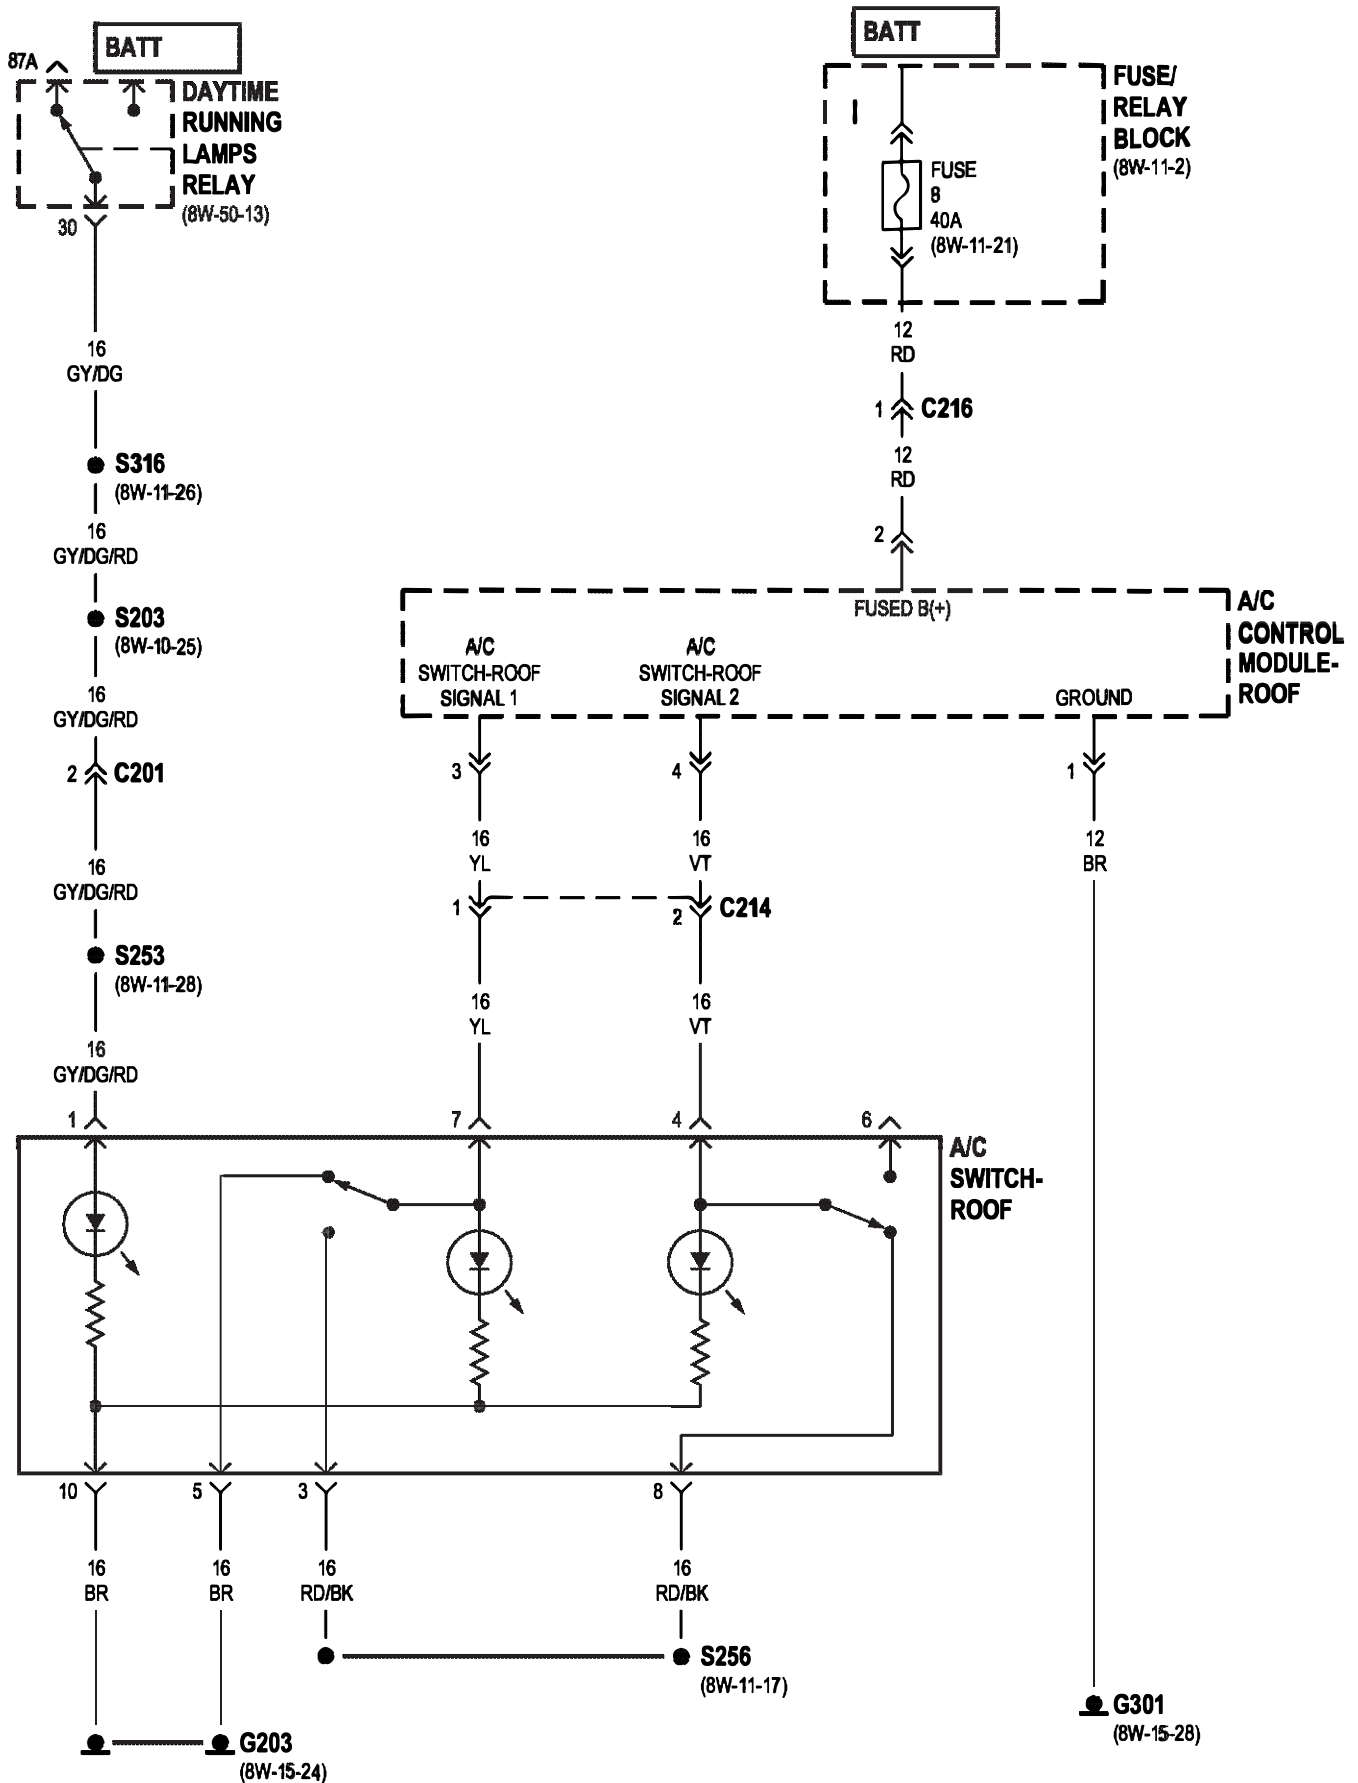 BATT
87A
DAYTIME
RUNNING
LAMPS
RELAY
(8W-50-13)
30
16
GY/DG
S316
(8W-11-26)
16
GY/DG/RD
S203
(8W-10-25)
16
GY/DG/RD
2
C201
16
GY/DG/RD
S253
(8W-11-28)
16
GY/DG/RD
1
BATT
FUSE/
RELAY
BLOCK
(8W-11-2)
FUSE
8
40A
(8W-11-21)
12
RD
1
C216
12
RD
2
FUSED B(+)
A/C
CONTROL
MODULE-
ROOF
A/C
SWITCH-ROOF
SIGNAL 1
A/C
SWITCH-ROOF
SIGNAL 2
GROUND
3
4
1
16
YL
16
VT
12
BR
1
2
C214
16
YL
16
VT
7
4
6
A/C
SWITCH-
ROOF
10
5
3
8
16
BR
16
BR
16
RD/BK
16
RD/BK
S256
(8W-11-17)
G203
(8W-15-24)
G301
(8W-15-28)